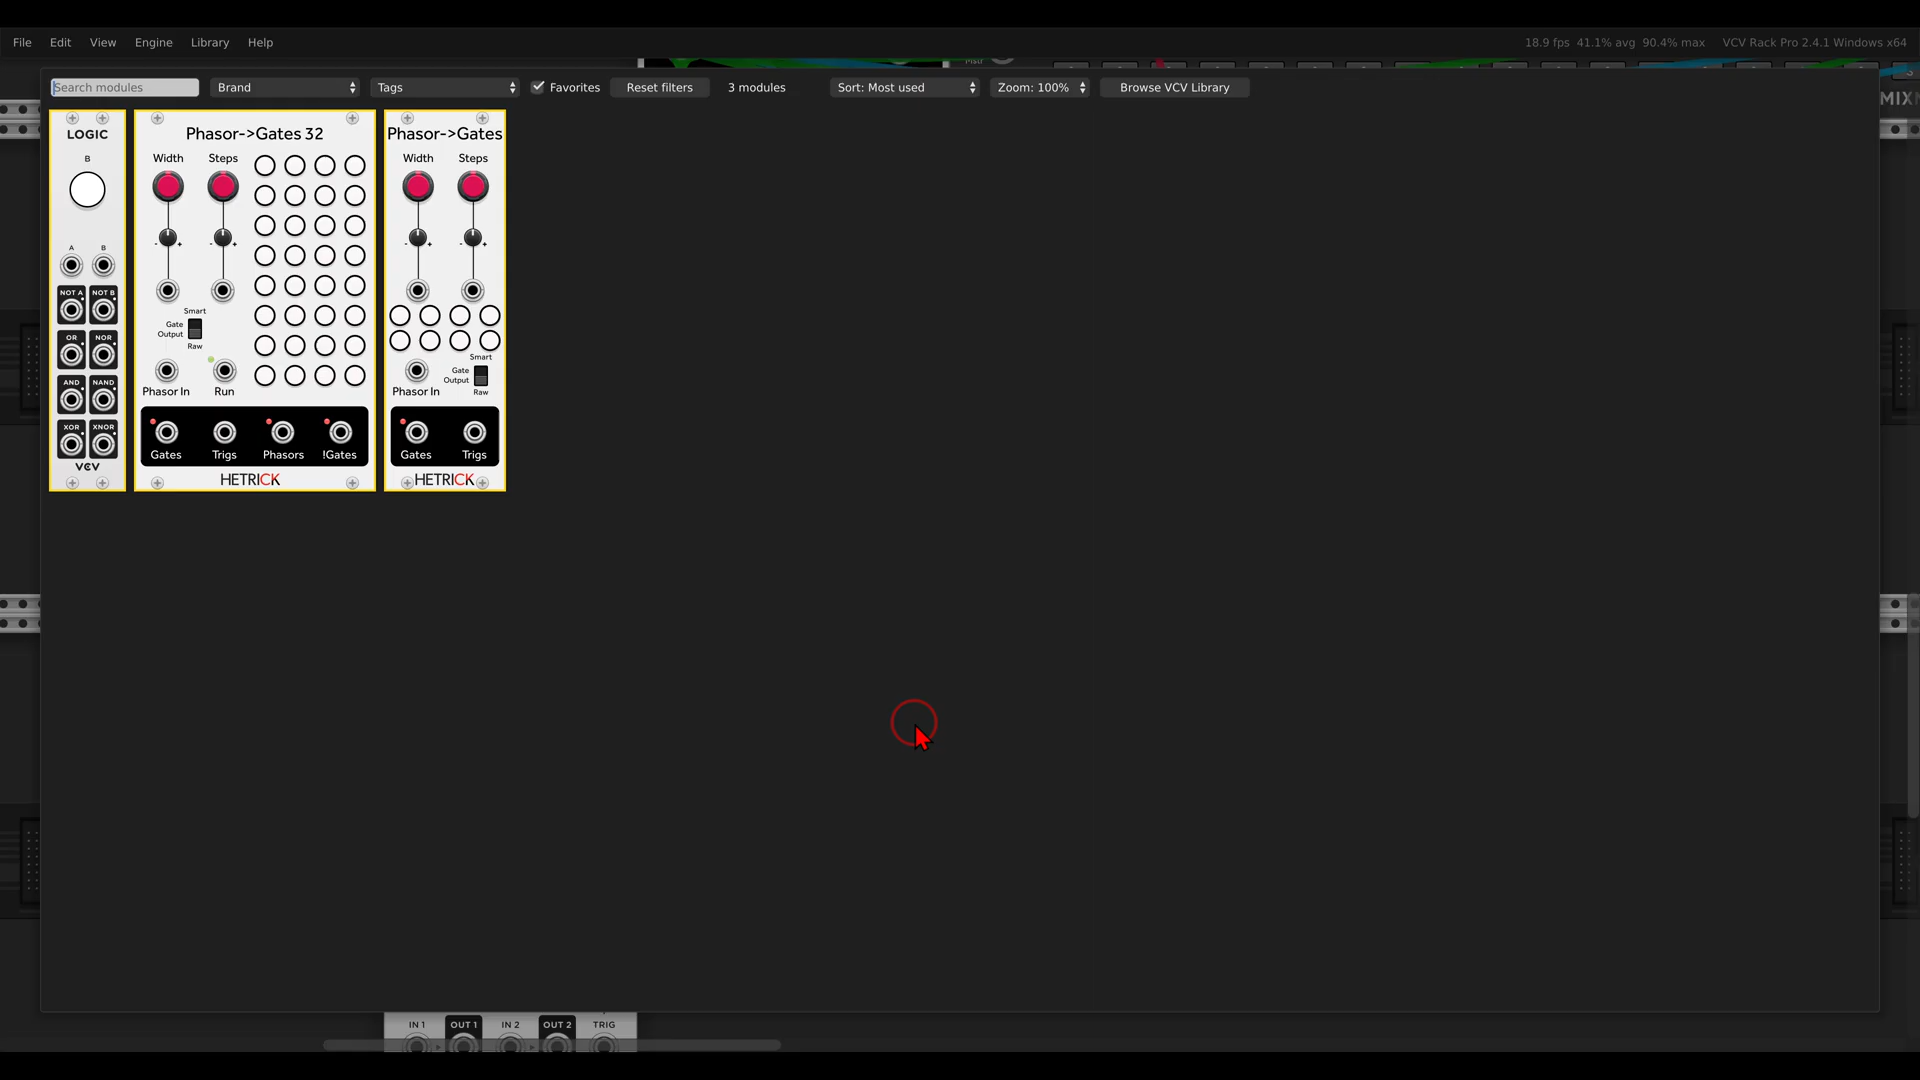 File Edit View Engine Library Help
18.9 fps 41.1% avg 90.4% max VCV Rack Pro 2.4.1 Windows x64
Search modules Brand Tags Favorites Reset filters 3 modules Sort: Most used Zoom: 100% Browse VCV Library
LOGIC
B
A B
NOT A NOT B
OR NOR
AND NAND
XOR XNOR
VCV
Phasor->Gates 32
Width Steps
- + - +
Smart
Gate
Output
Raw
Phasor In Run
Gates Trigs Phasors !Gates
HETRICK
Phasor->Gates
Width Steps
- + - +
Smart
Gate
Output
Raw
Phasor In
Gates Trigs
HETRICK
IN 1 OUT 1 IN 2 OUT 2 TRIG